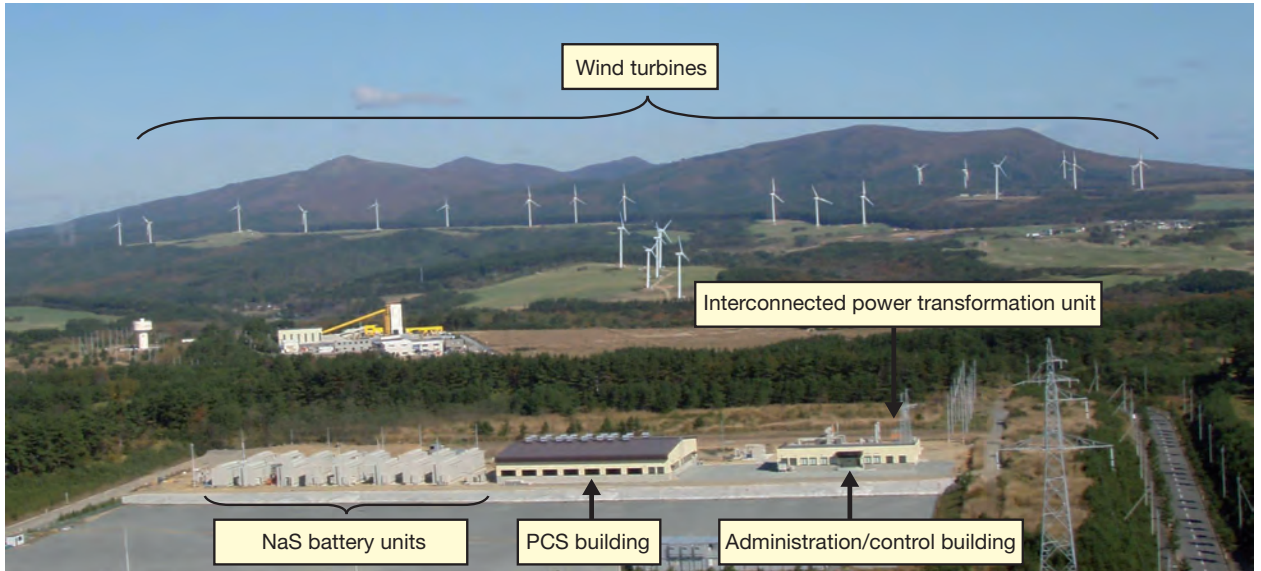 Wind turbines
Interconnected power transformation unit
NaS battery units
PCS building
Administration/control building